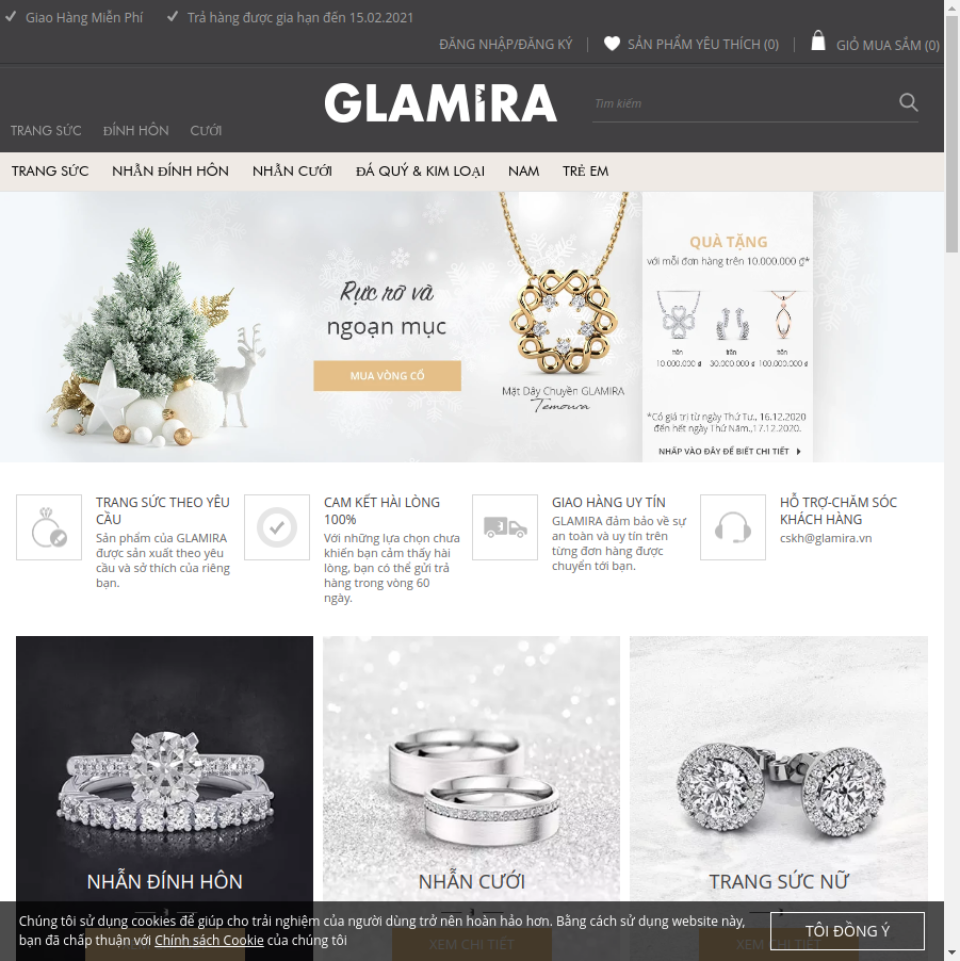 Giao Hàng Miễn Phí
Trả hàng được gia hạn đến 15.02.2021
ĐĂNG NHẬP/ĐĂNG KÝ
SẢN PHẨM YÊU THÍCH (0)
GIỎ MUA SẮM (0)
GLAMIRA
Tìm kiếm
TRANG SỨC ĐÍNH HÔN CƯỚI
TRANG SỨC NHẪN ĐÍNH HÔN NHẪN CƯỚI ĐÁ QUÝ & KIM LOẠI NAM TRẺ EM
Rực rỡ và
ngoạn mục
MUA VÒNG CỔ
Mặt Dây Chuyền GLAMIRA
Temoura
QUÀ TẶNG
với mỗi đơn hàng trên 10.000.000 ₫*
trên trên trên
10.000.000 ₫ 30.000.000 ₫ 100.000.000 ₫
*Có giá trị từ ngày Thứ Tư., 16.12.2020
đến hết ngày Thứ Năm.,17.12.2020.
NHẤP VÀO ĐÂY ĐỂ BIẾT CHI TIẾT
TRANG SỨC THEO YÊU
CẦU
Sản phẩm của GLAMIRA
được sản xuất theo yêu
cầu và sở thích của riêng
bạn.
CAM KẾT HÀI LÒNG
100%
Với những lựa chọn chưa
khiến bạn cảm thấy hài
lòng, bạn có thể gửi trả
hàng trong vòng 60
ngày.
GIAO HÀNG UY TÍN
GLAMIRA đảm bảo về sự
an toàn và uy tín trên
từng đơn hàng được
chuyển tới bạn.
HỖ TRỢ-CHĂM SÓC
KHÁCH HÀNG
cskh@glamira.vn
NHẪN ĐÍNH HÔN
NHẪN CƯỚI
TRANG SỨC NỮ
XEM CHI TIẾT
XEM CHI TIẾT
Chúng tôi sử dụng cookies để giúp cho trải nghiệm của người dùng trở nên hoàn hảo hơn. Bằng cách sử dụng website này,
bạn đã chấp thuận với Chính sách Cookie của chúng tôi
TÔI ĐỒNG Ý